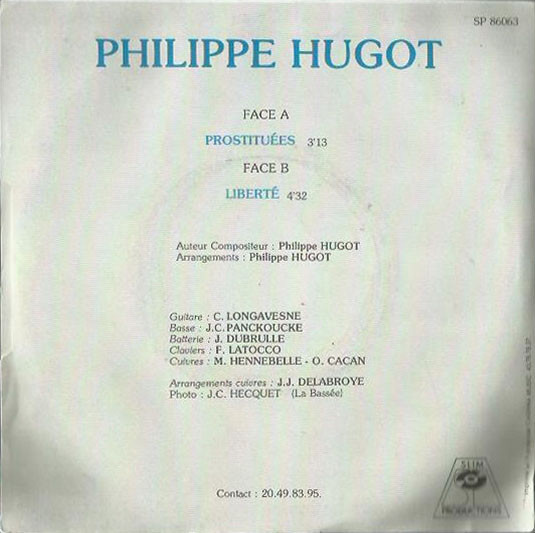 SP 86063
PHILIPPE HUGOT
FACE A
PROSTITUÉES 3'13
FACE B
LIBERTÉ 4'32
Auteur Compositeur : Philippe HUGOT
Arrangements : Philippe HUGOT
Guitare : C. LONGAVESNE
Basse : J.C. PANCKOUCKE
Batterie : J. DUBRULLE
Claviers : F. LATOCCO
Cuivres : M. HENNEBELLE - O. CACAN
Arrangements cuivres : J.J. DELABROYE
Photo : J.C. HECQUET (La Bassée)
SLIM
PRODUCTIONS
Contact : 20.49.83.95.